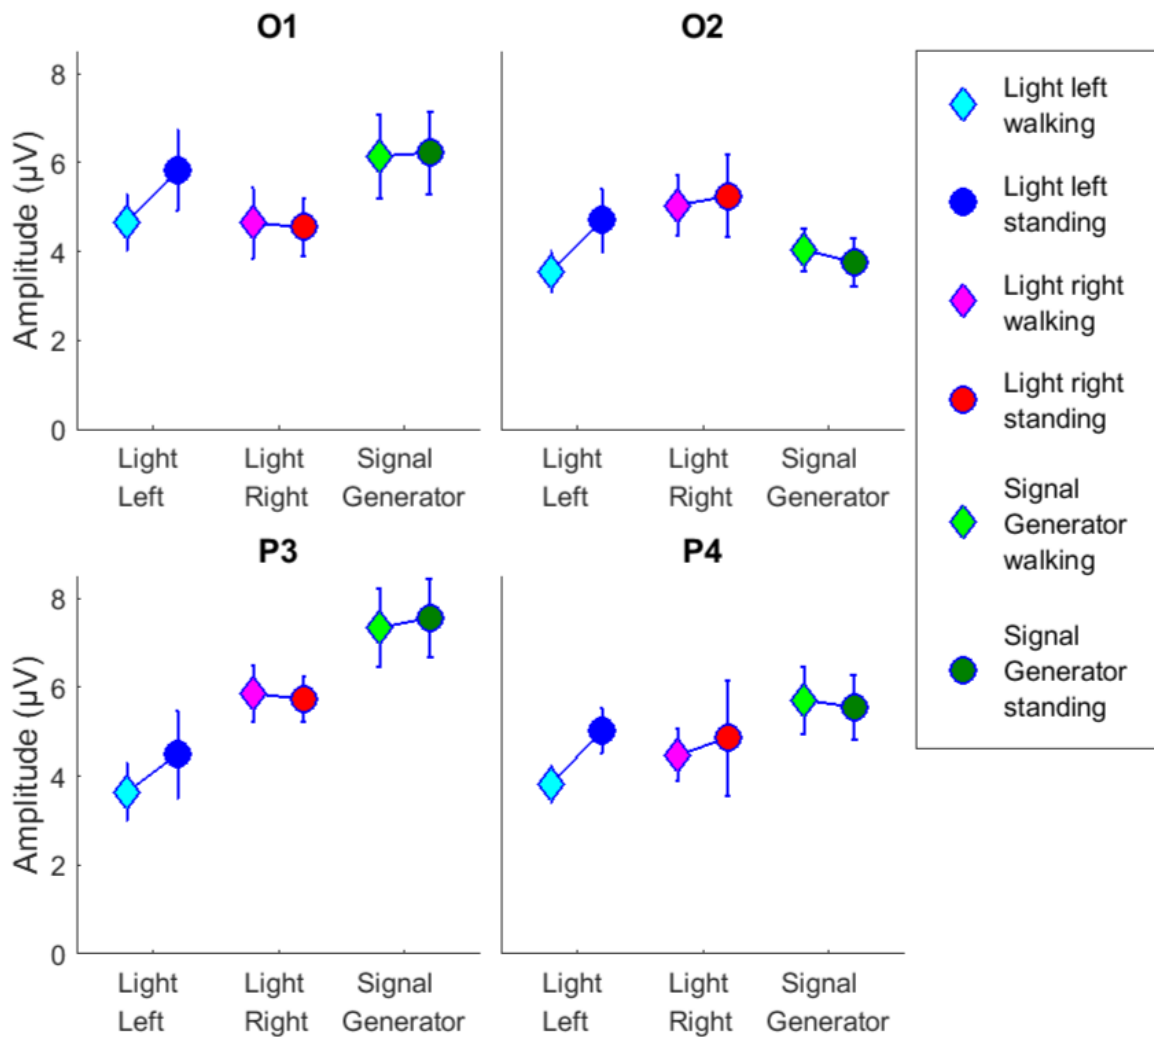 O1
O2
8
6
4
2
0
Amplitude (µV)
Light
Left
Light
Right
Signal
Generator
Light
Left
Light
Right
Signal
Generator
Light left
walking
Light left
standing
Light right
walking
Light right
standing
Signal
Generator
walking
Signal
Generator
standing
P3
P4
8
6
4
2
0
Amplitude (µV)
Light
Left
Light
Right
Signal
Generator
Light
Left
Light
Right
Signal
Generator